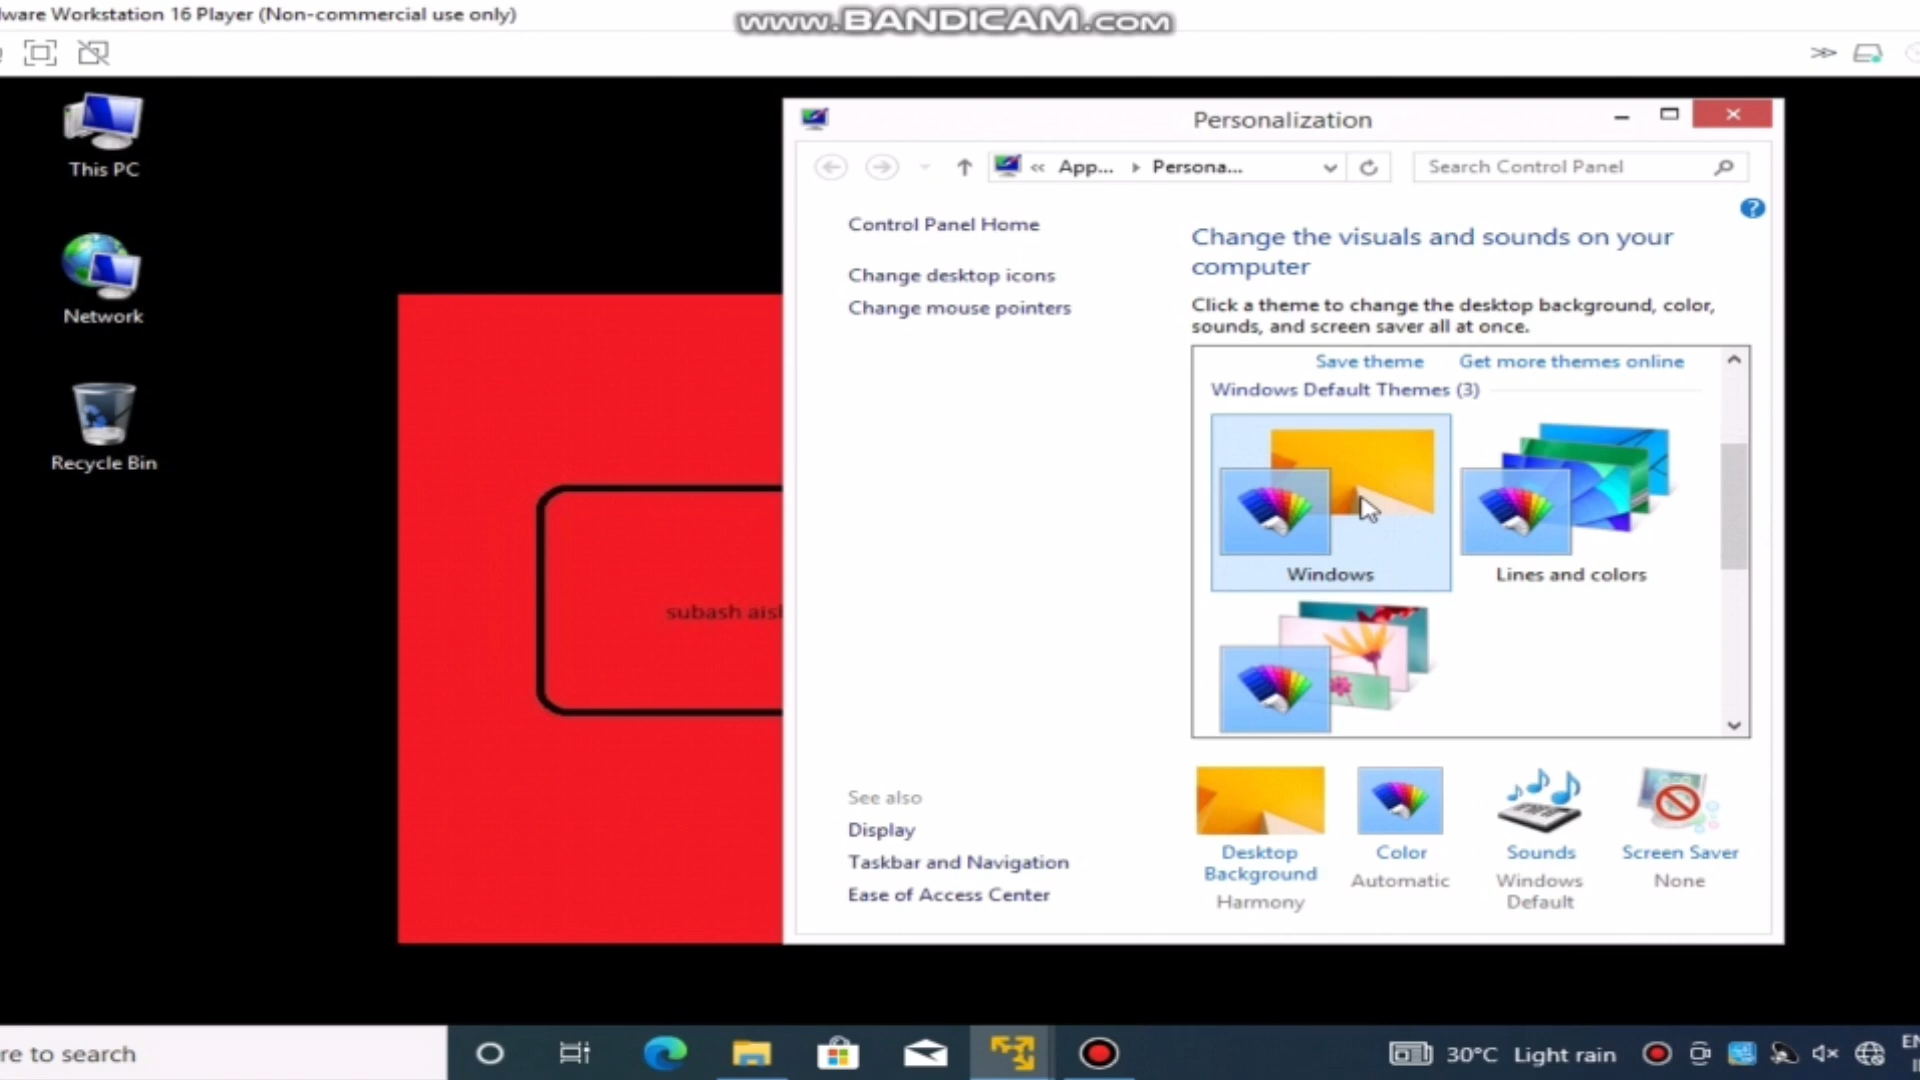 ware Workstation 16 Player (Non-commercial use only)
www.BANDICAM.com
This PC
Network
Recycle Bin
subash
Personalization
« App... Persona...
Search Control Panel
Control Panel Home
Change desktop icons
Change mouse pointers
Change the visuals and sounds on your
computer
Click a theme to change the desktop background, color,
sounds, and screen saver all at once.
Save theme Get more themes online
Windows Default Themes (3)
Windows
Lines and colors
See also
Display
Taskbar and Navigation
Ease of Access Center
Desktop
Background
Harmony
Color
Automatic
Sounds
Windows
Default
Screen Saver
None
re to search
30°C Light rain